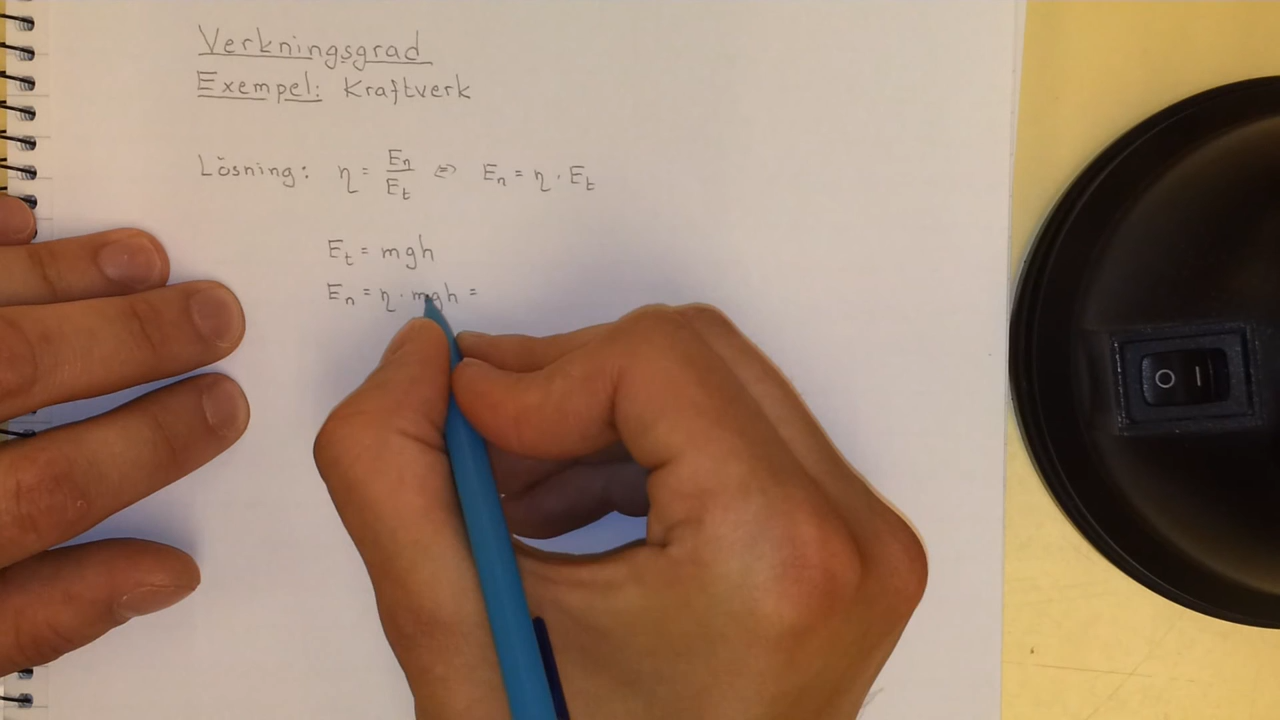 Verkningsgrad
Exempel: Kraftverk
Lösning: η = En/Et ⇔ En = η · Et
Et = mgh
En = η · mgh =
O I